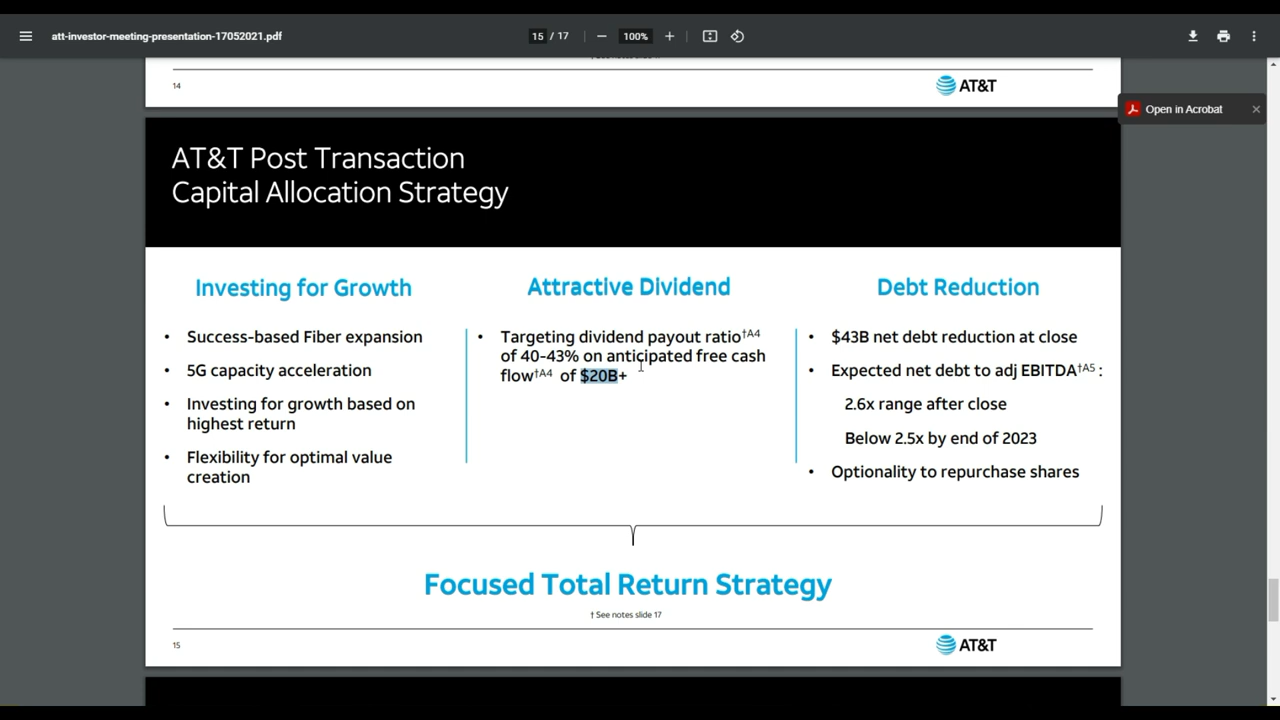 att-investor-meeting-presentation-17052021.pdf
15 / 17
100%
14
AT&T
Open in Acrobat
AT&T Post Transaction
Capital Allocation Strategy
Investing for Growth
• Success-based Fiber expansion
• 5G capacity acceleration
• Investing for growth based on
highest return
• Flexibility for optimal value
creation
Attractive Dividend
• Targeting dividend payout ratio†A4
of 40-43% on anticipated free cash
flow†A4 of $20B+
Debt Reduction
• $43B net debt reduction at close
• Expected net debt to adj EBITDA†A5 :
2.6x range after close
Below 2.5x by end of 2023
• Optionality to repurchase shares
Focused Total Return Strategy
† See notes slide 17
15
AT&T